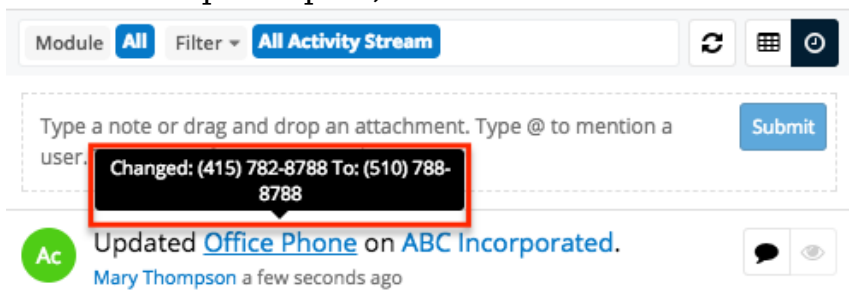 Module All Filter All Activity Stream
Type a note or drag and drop an attachment. Type @ to mention a
Submit
user.
Changed: (415) 782-8788 To: (510) 788-
8788
Ac
Updated Office Phone on ABC Incorporated.
Mary Thompson a few seconds ago